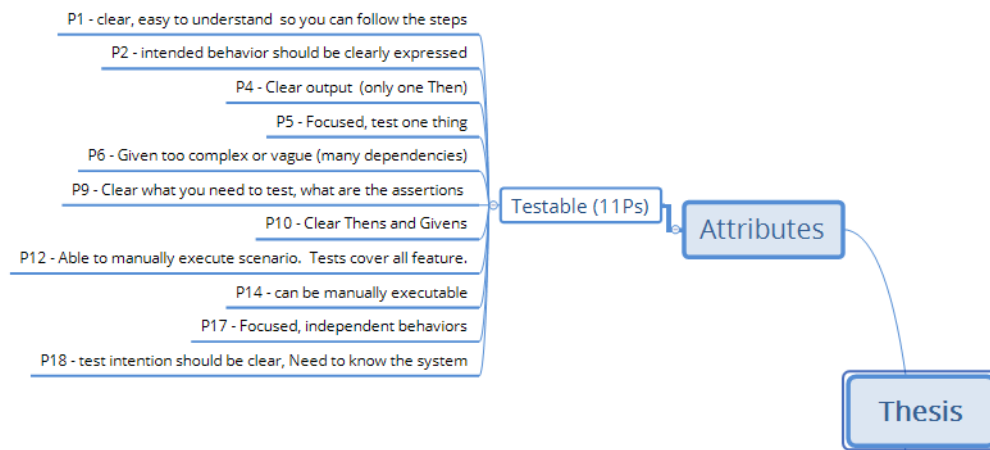 P1 - clear, easy to understand so you can follow the steps
P2 - intended behavior should be clearly expressed
P4 - Clear output (only one Then)
P5 - Focused, test one thing
P6 - Given too complex or vague (many dependencies)
P9 - Clear what you need to test, what are the assertions
P10 - Clear Thens and Givens
P12 - Able to manually execute scenario. Tests cover all feature.
P14 - can be manually executable
P17 - Focused, independent behaviors
P18 - test intention should be clear, Need to know the system
Testable (11Ps)
Attributes
Thesis